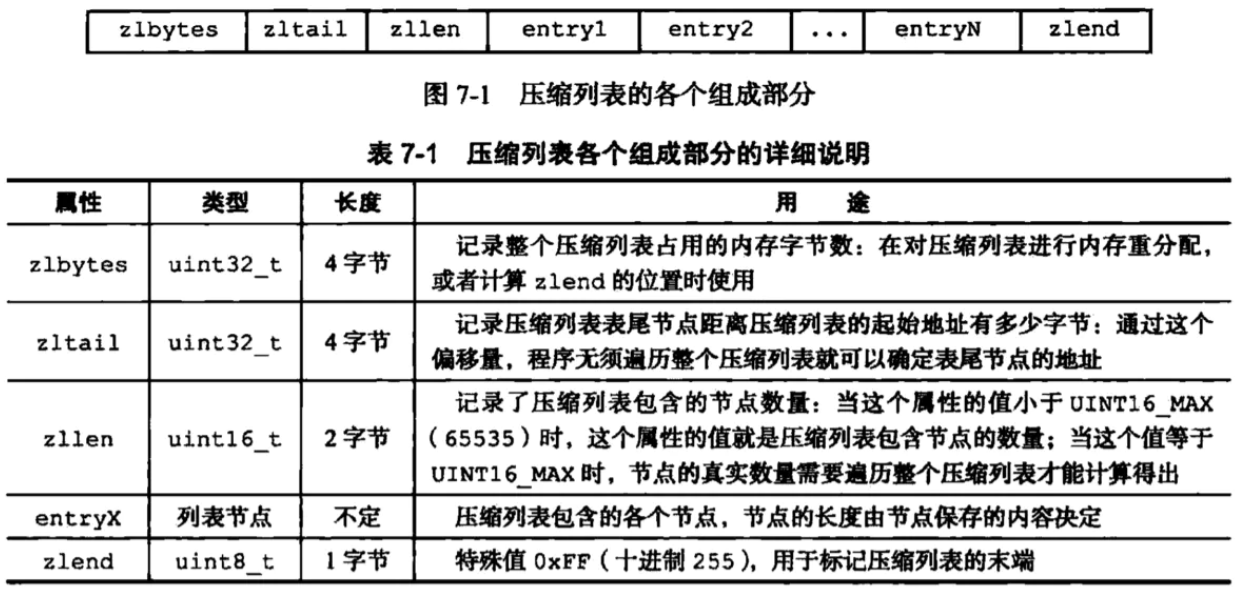 zlbytes zltail zllen entry1 entry2 ... entryN zlend
图 7-1 压缩列表的各个组成部分
表 7-1 压缩列表各个组成部分的详细说明
属性 类型 长度 用 途
zlbytes uint32_t 4 字节 记录整个压缩列表占用的内存字节数：在对压缩列表进行内存重分配，
或者计算 zlend 的位置时使用
zltail uint32_t 4 字节 记录压缩列表表尾节点距离压缩列表的起始地址有多少字节：通过这个
偏移量，程序无须遍历整个压缩列表就可以确定表尾节点的地址
zllen uint16_t 2 字节 记录了压缩列表包含的节点数量：当这个属性的值小于 UINT16_MAX
（65535）时，这个属性的值就是压缩列表包含节点的数量；当这个值等于
UINT16_MAX 时，节点的真实数量需要遍历整个压缩列表才能计算得出
entryX 列表节点 不定 压缩列表包含的各个节点，节点的长度由节点保存的内容决定
zlend uint8_t 1 字节 特殊值 0xFF（十进制 255），用于标记压缩列表的末端